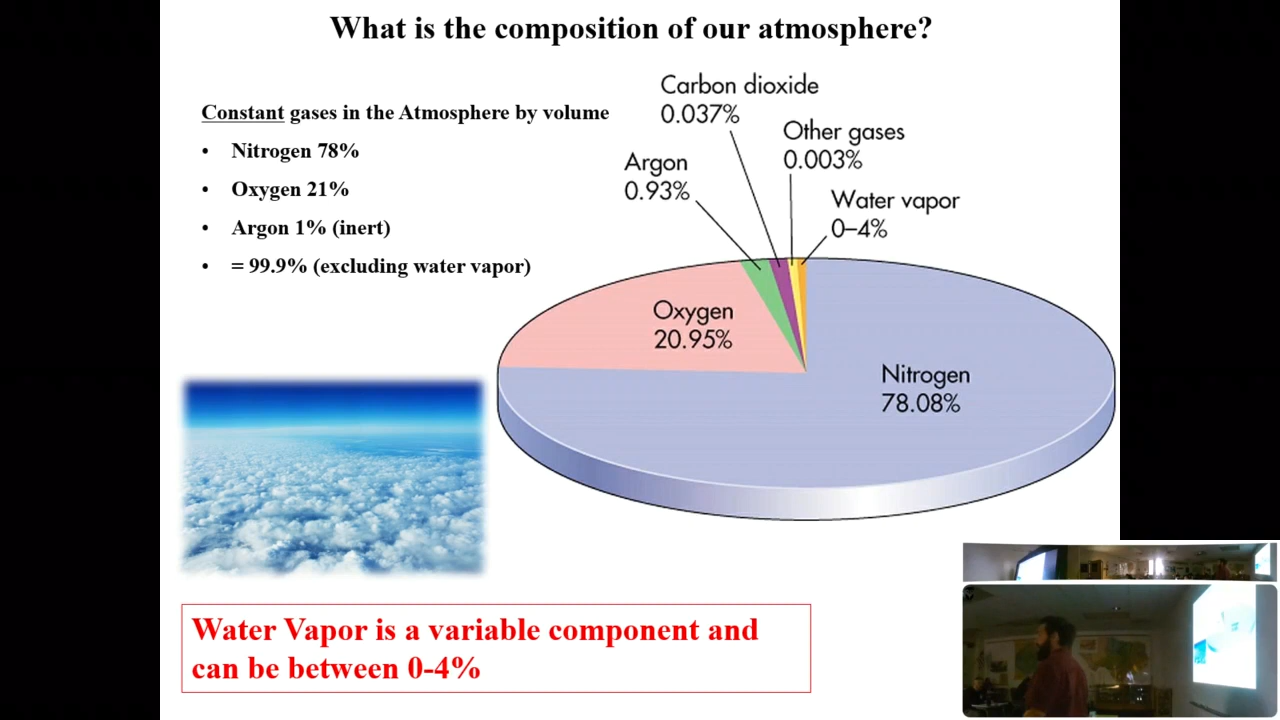 What is the composition of our atmosphere?
Constant gases in the Atmosphere by volume
• Nitrogen 78%
• Oxygen 21%
• Argon 1% (inert)
• = 99.9% (excluding water vapor)
Carbon dioxide
0.037%
Other gases
0.003%
Argon
0.93%
Water vapor
0–4%
Oxygen
20.95%
Nitrogen
78.08%
Water Vapor is a variable component and
can be between 0-4%